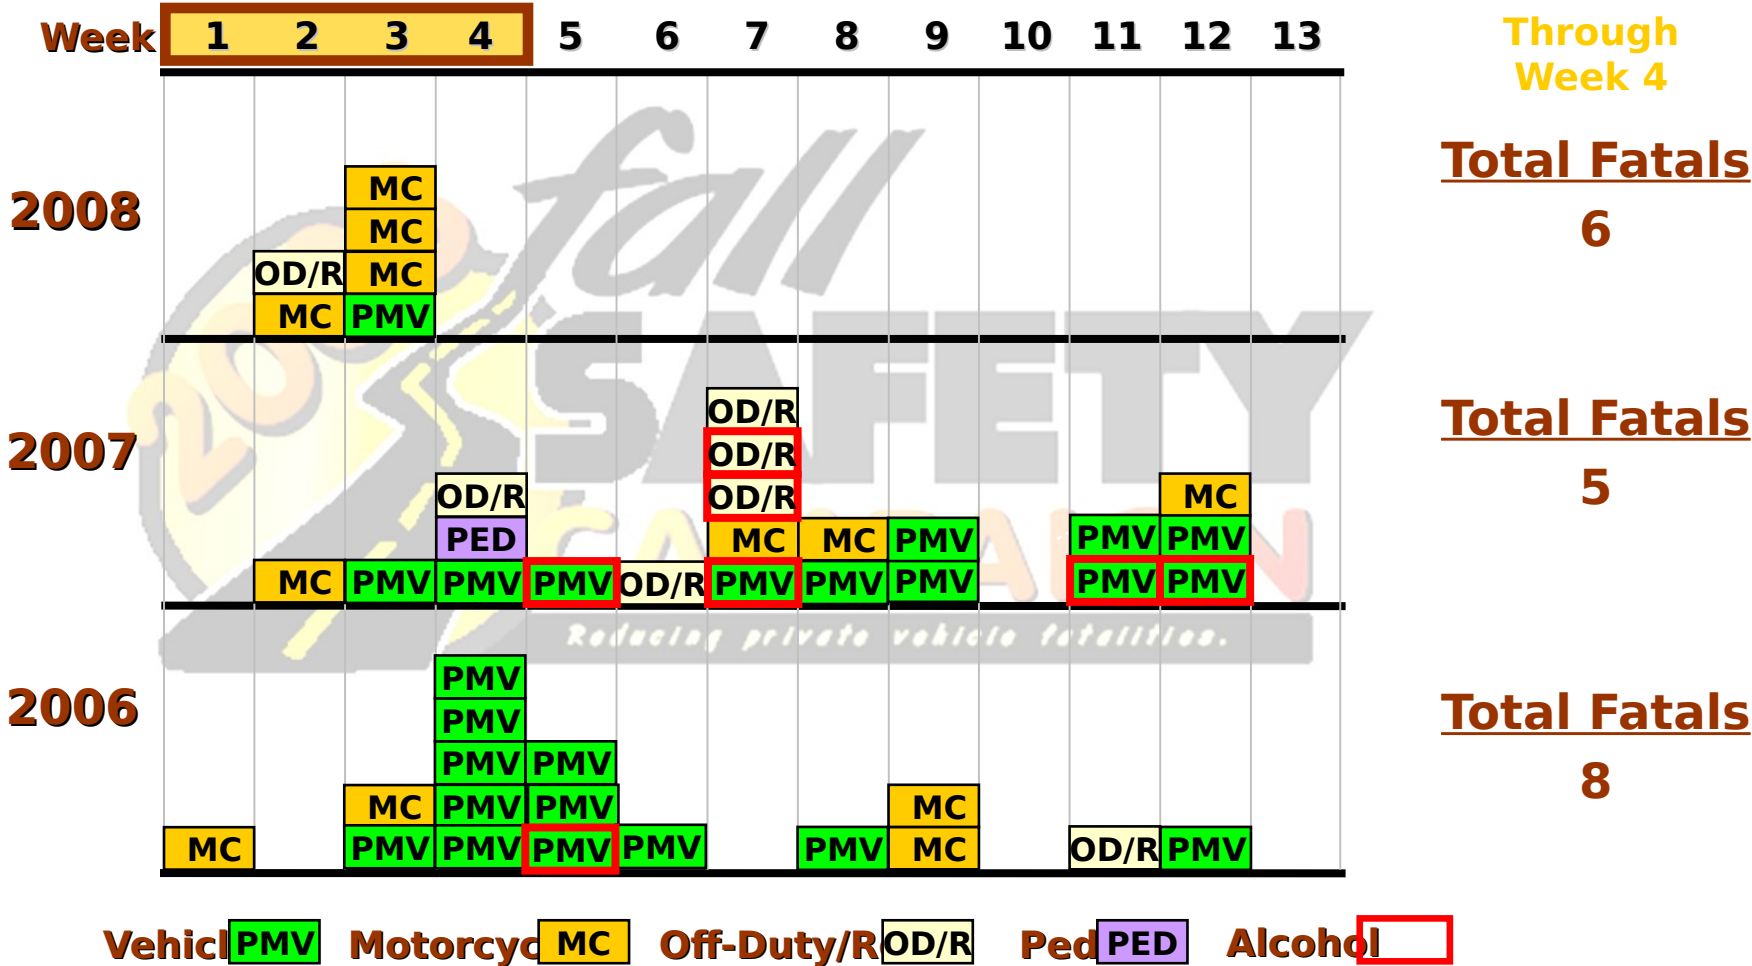 Week 1 2 3 4 5 6 7 8 9 10 11 12 13
Through
Week 4
2008
MC
MC
OD/R MC
MC PMV
Total Fatals
6
fall
SAFETY
2007
OD/R
OD/R
OD/R OD/R MC
PED MC MC PMV PMV PMV
MC PMV PMV PMV OD/R PMV PMV PMV PMV PMV
Total Fatals
5
Reducing private vehicle fatalities.
2006
PMV
PMV
PMV PMV
MC PMV PMV MC
MC PMV PMV PMV PMV PMV MC OD/R PMV
Total Fatals
8
Vehicl PMV Motorcyc MC Off-Duty/R OD/R Ped PED Alcohol